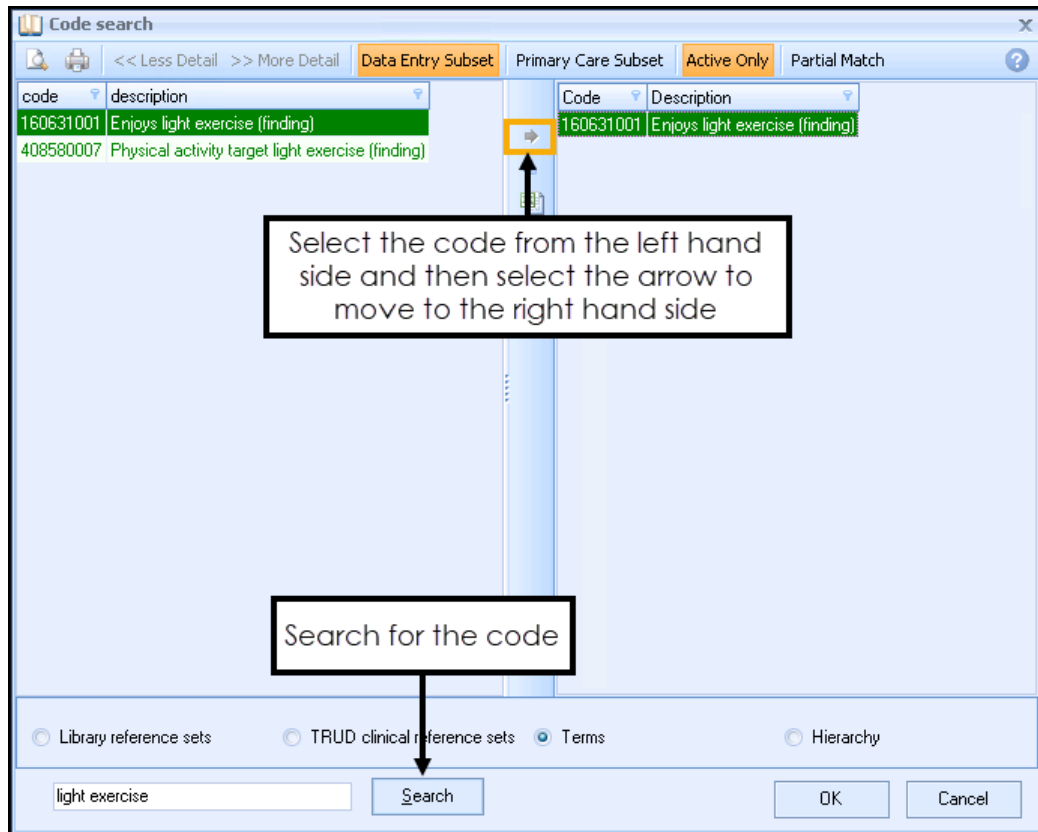 Code search
<< Less Detail >> More Detail Data Entry Subset Primary Care Subset Active Only Partial Match
code description
160631001 Enjoys light exercise (finding)
408580007 Physical activity target light exercise (finding)
Code Description
160631001 Enjoys light exercise (finding)
Select the code from the left hand
side and then select the arrow to
move to the right hand side
Search for the code
Library reference sets TRUD clinical reference sets Terms Hierarchy
light exercise Search OK Cancel